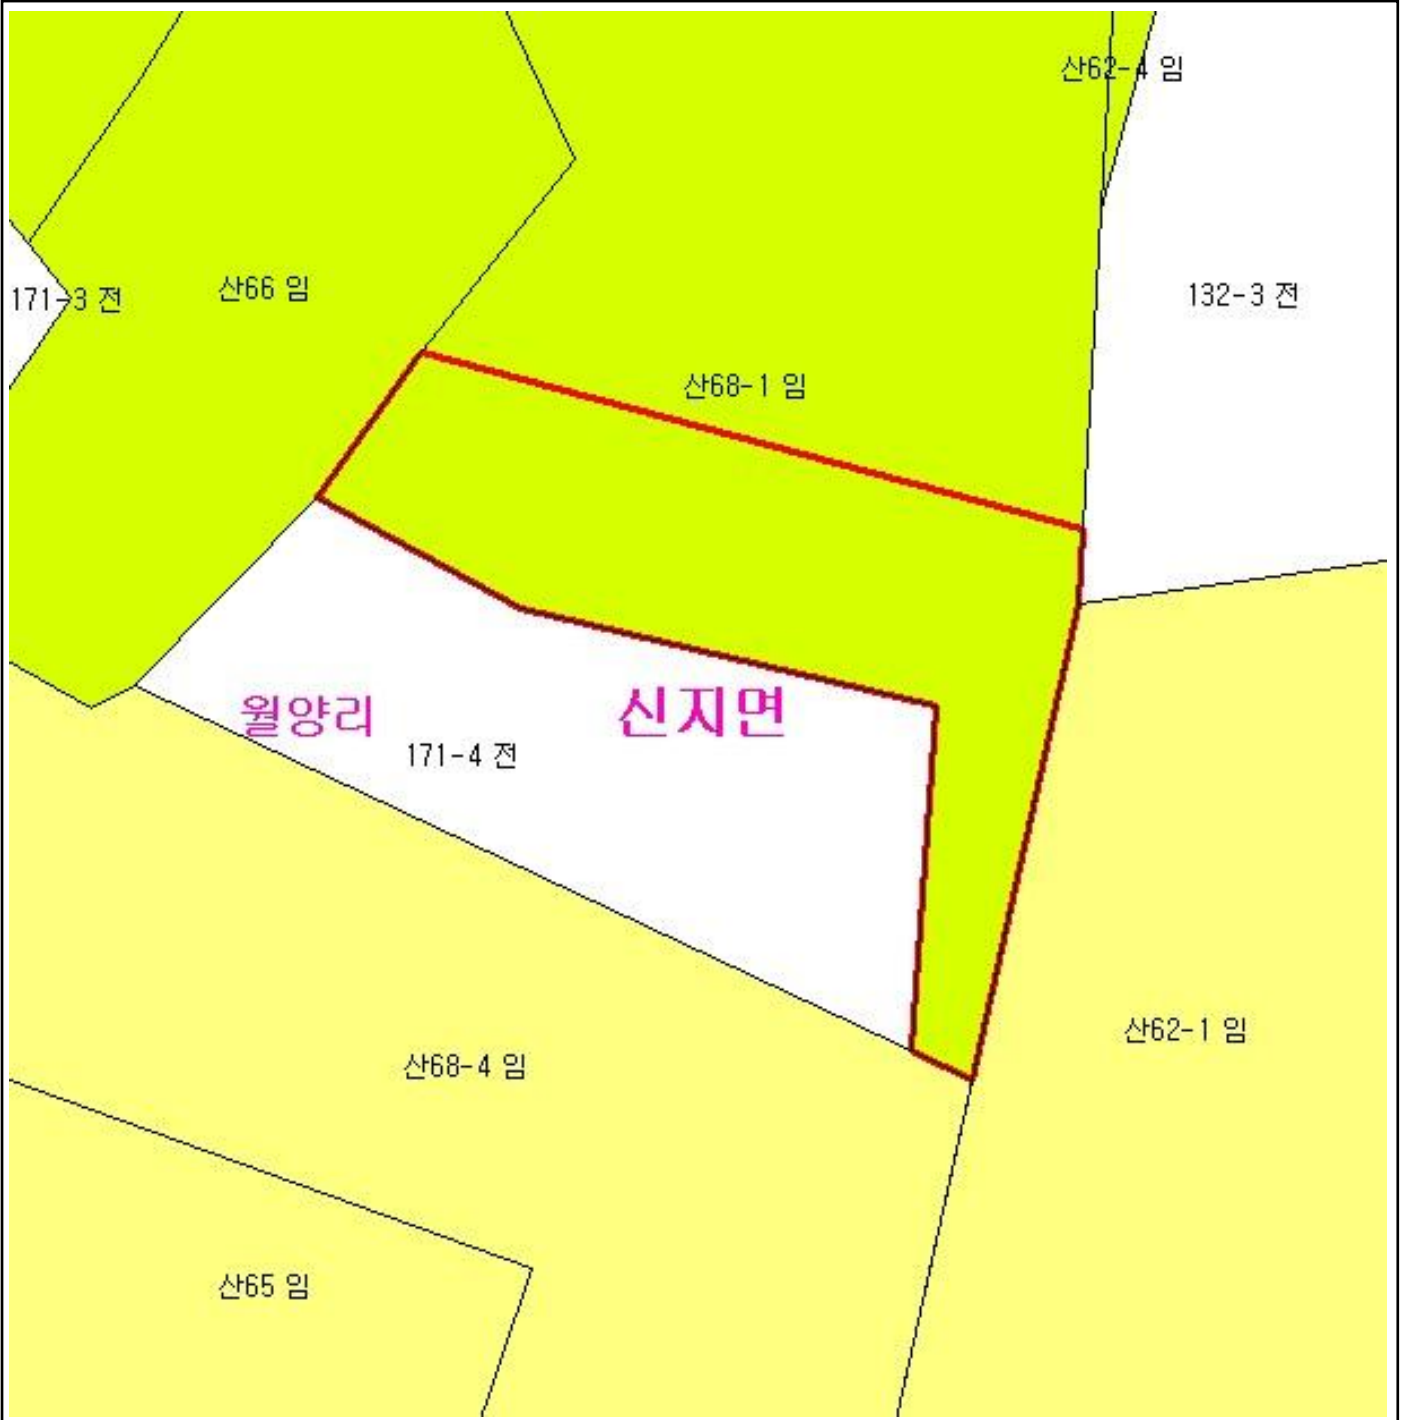 산62-4 임
산66 임
171-3 전
132-3 전
산68-1 임
월양리
신지면
171-4 전
산62-1 임
산68-4 임
산65 임